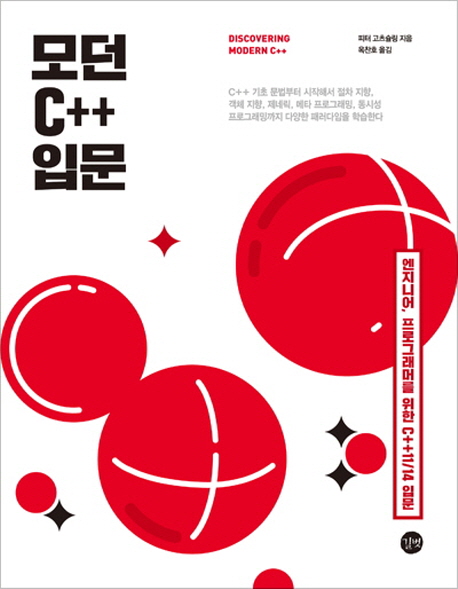 모던
C++
입문
DISCOVERING
MODERN C++
피터 고츠슐링 지음
옥찬호 옮김
C++ 기초 문법부터 시작해서 절차 지향,
객체 지향, 제네릭, 메타 프로그래밍, 동시성
프로그래밍까지 다양한 패러다임을 학습한다
엔지니어, 프로그래머를 위한 C++11/14 입문
길벗